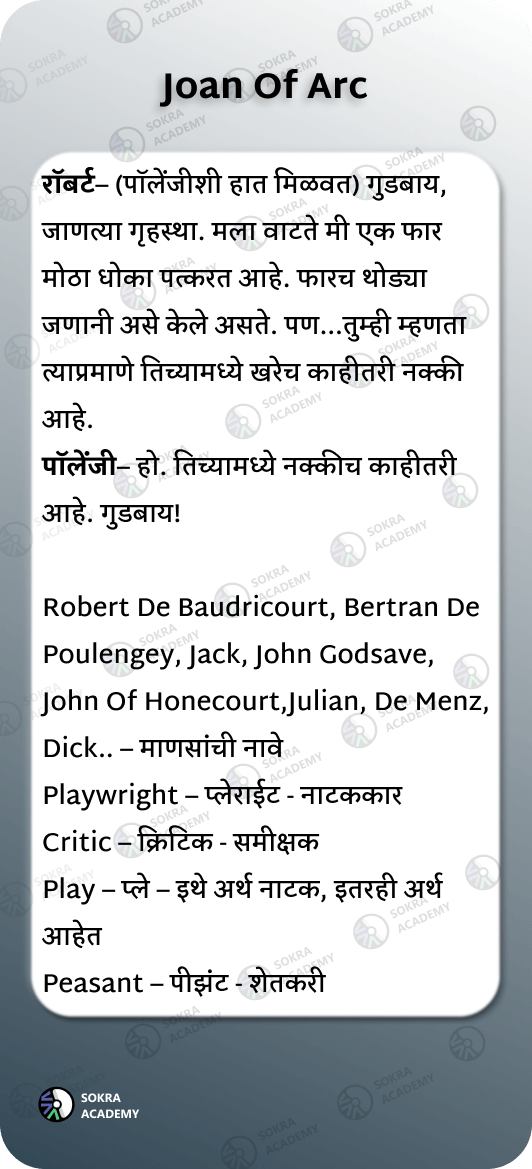 Joan Of Arc
रॉबर्ट– (पॉलेंजीशी हात मिळवत) गुडबाय,
जाणत्या गृहस्था. मला वाटते मी एक फार
मोठा धोका पत्करत आहे. फारच थोड्या
जणानी असे केले असते. पण...तुम्ही म्हणता
त्याप्रमाणे तिच्यामध्ये खरेच काहीतरी नक्की
आहे.
पॉलेंजी– हो. तिच्यामध्ये नक्कीच काहीतरी
आहे. गुडबाय!
Robert De Baudricourt, Bertran De
Poulengey, Jack, John Godsave,
John Of Honecourt,Julian, De Menz,
Dick.. – माणसांची नावे
Playwright – प्लेराईट - नाटककार
Critic – क्रिटिक - समीक्षक
Play – प्ले – इथे अर्थ नाटक, इतरही अर्थ
आहेत
Peasant – पीझंट - शेतकरी
SOKRA
ACADEMY